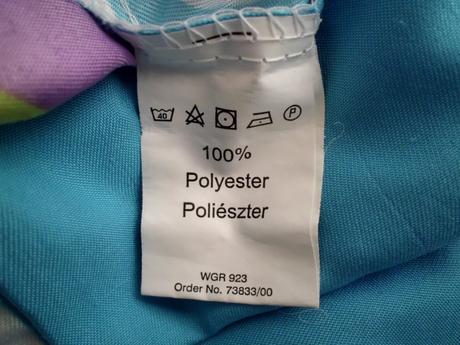 40 P
100%
Polyester
Poliészter
WGR 923
Order No. 73833/00